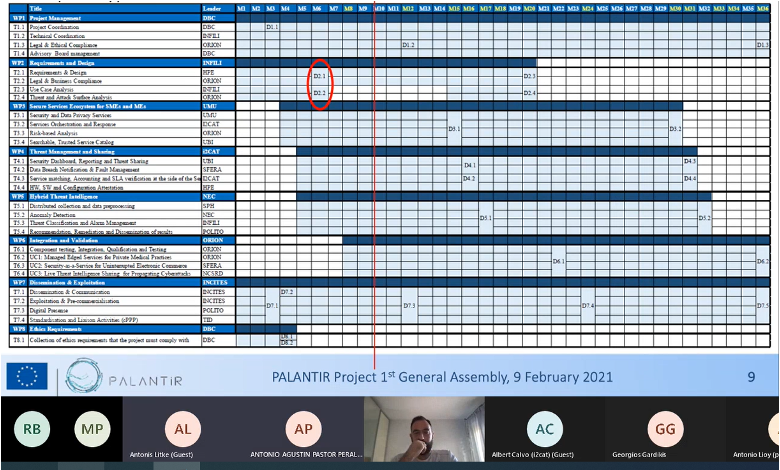 Title Leader M1 M2 M3 M4 M5 M6 M7 M8 M9 M10 M11 M12 M13 M14 M15 M16 M17 M18 M19 M20 M21 M22 M23 M24 M25 M26 M27 M28 M29 M30 M31 M32 M33 M34 M35 M36
WP1 Project Management DBC
T1.1 Project Coordination DBC D1.1
T1.2 Technical Coordination INFILI
T1.3 Legal & Ethical Compliance ORION D1.2 D1.3
T1.4 Advisory Board management DBC
WP2 Requirements and Design INFILI
T2.1 Requirements & Design HPE D2.1 D2.3
T2.2 Legal & Business Compliance ORION
T2.3 Use Case Analysis INFILI
T2.4 Threat and Attack Surface Analysis ORION D2.2 D2.4
WP3 Secure Services Ecosystem for SMEs and MEs UMU
T3.1 Security and Data Privacy Services UMU
T3.2 Services Orchestration and Response I2CAT
T3.3 Risk-based Analysis ORION D3.1 D3.2
T3.4 Searchable, Trusted Service Catalog UBI
WP4 Threat Management and Sharing I2CAT
T4.1 Security Dashboard, Reporting and Threat Sharing UBI D4.1 D4.3
T4.2 Data Breach Notification & Fault Management SFERA
T4.3 Service matching, Accounting and SLA verification at the side of the Se I2CAT D4.2 D4.4
T4.4 HW, SW and Configuration Attestation HPE
WP5 Hybrid Threat Intelligence NEC
T5.1 Distributed collection and data preprocessing SPH
T5.2 Anomaly Detection NEC D5.1 D5.2
T5.3 Threat Classification and Alarm Management INFILI
T5.4 Recommendation, Remediation and Dissemination of results POLITO
WP6 Integration and Validation ORION
T6.1 Component testing, Integration, Qualification and Testing ORION
T6.2 UC1: Managed Edged Services for Private Medical Practices ORION D6.1 D6.2
T6.3 UC2: Security-as-a-Service for Uninterrupted Electronic Commerce SFERA
T6.4 UC3: Live Threat Intelligence Sharing for Propagating Cyberattacks NCSRD
WP7 Dissemination & Exploitation INCITES
T7.1 Dissemination & Communication INCITES D7.2
T7.2 Exploitation & Pre-commercialisation INCITES D7.1 D7.3 D7.4 D7.5
T7.3 Digital Presense POLITO
T7.4 Standardisation and Liaison Activities (cPPP) TID
WP8 Ethics Requirements DBC
T8.1 Collection of ethics requirements that the project must comply with DBC D8.1
D8.2
PALANTIR
PALANTIR Project 1st General Assembly, 9 February 2021
9
RB MP AL AP AC GG
Antonis Litke (Guest) ANTONIO AGUSTIN PASTOR PERAL... Albert Calvo (i2cat) (Guest) Georgios Gardikis Antonio Lioy (p